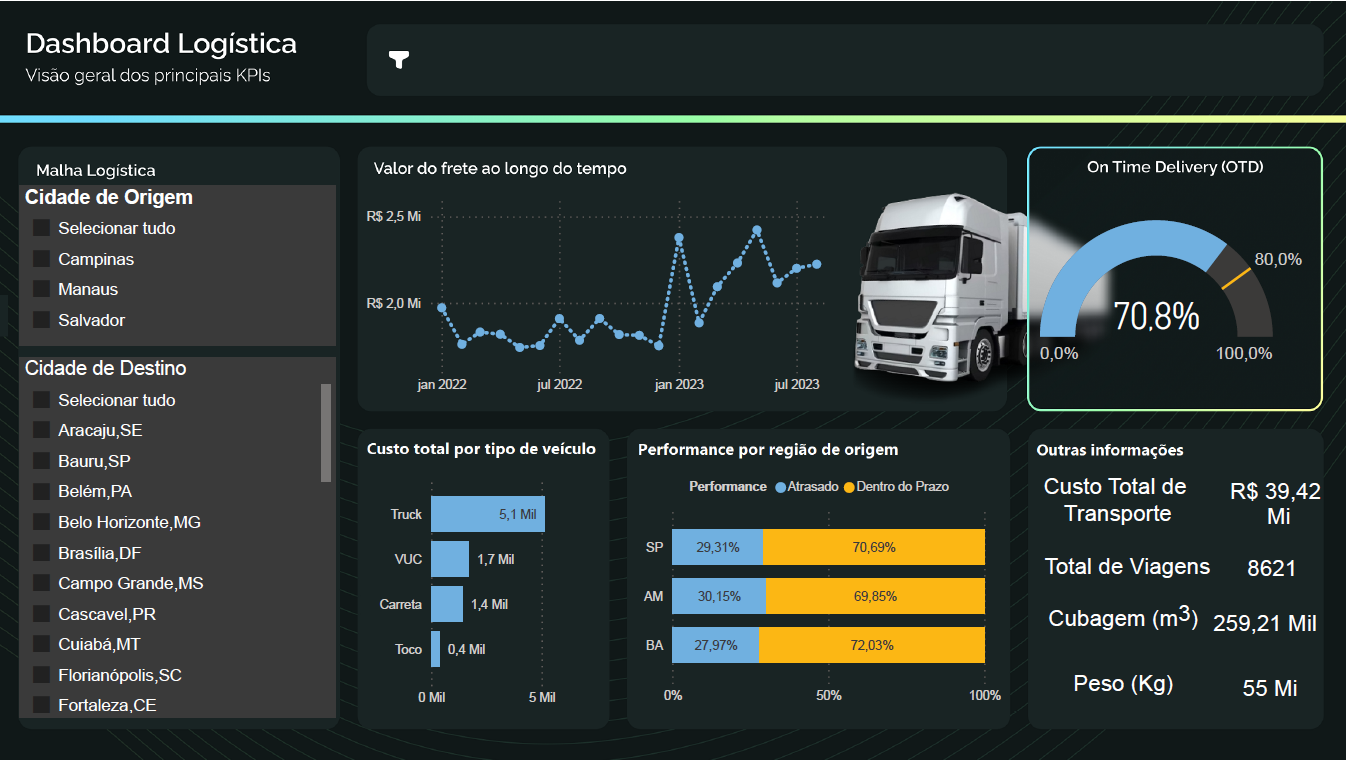 Dashboard Logística
Visão geral dos principais KPIs
Malha Logística
Cidade de Origem
Selecionar tudo
Campinas
Manaus
Salvador
Cidade de Destino
Selecionar tudo
Aracaju,SE
Bauru,SP
Belém,PA
Belo Horizonte,MG
Brasília,DF
Campo Grande,MS
Cascavel,PR
Cuiabá,MT
Florianópolis,SC
Fortaleza,CE
Valor do frete ao longo do tempo
R$ 2,5 Mi
R$ 2,0 Mi
jan 2022 jul 2022 jan 2023 jul 2023
On Time Delivery (OTD)
80,0%
70,8%
0,0% 100,0%
Custo total por tipo de veículo
Truck 5,1 Mil
VUC 1,7 Mil
Carreta 1,4 Mil
Toco 0,4 Mil
0 Mil 5 Mil
Performance por região de origem
Performance Atrasado Dentro do Prazo
SP 29,31% 70,69%
AM 30,15% 69,85%
BA 27,97% 72,03%
0% 50% 100%
Outras informações
Custo Total de
Transporte
R$ 39,42
Mi
Total de Viagens 8621
Cubagem (m³) 259,21 Mil
Peso (Kg) 55 Mi